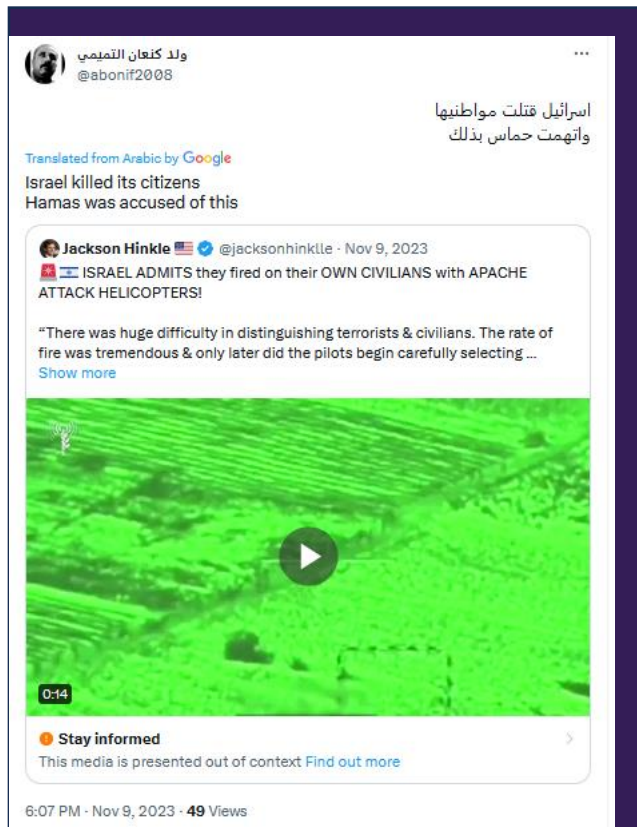 ولد كنعان التميمي
@abonif2008
اسرائيل قتلت مواطنيها
واتهمت حماس بذلك
Translated from Arabic by Google
Israel killed its citizens
Hamas was accused of this
Jackson Hinkle 🇺🇸 @jacksonhinklle · Nov 9, 2023
🚨🇮🇱 ISRAEL ADMITS they fired on their OWN CIVILIANS with APACHE
ATTACK HELICOPTERS!
“There was huge difficulty in distinguishing terrorists & civilians. The rate of
fire was tremendous & only later did the pilots begin carefully selecting ...
Show more
0:14
Stay informed
This media is presented out of context Find out more
6:07 PM · Nov 9, 2023 · 49 Views